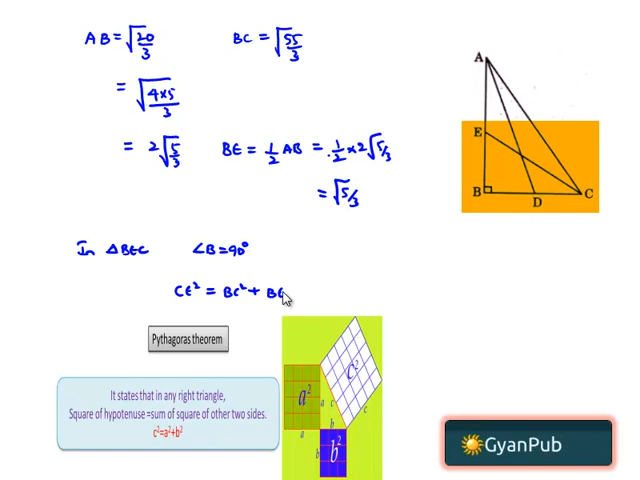 AB = √20/3 BC = √55/3
= √4×5/3
= 2√5/3 BE = 1/2 AB = 1/2 × 2√5/3
= √5/3
In △BEC ∠B = 90°
CE² = BC² + BE
A
E
B
D
C
Pythagoras theorem
It states that in any right triangle,
Square of hypotenuse =sum of square of other two sides.
c²=a²+b²
a²
c²
b²
a
c
b
a
b
c
GyanPub